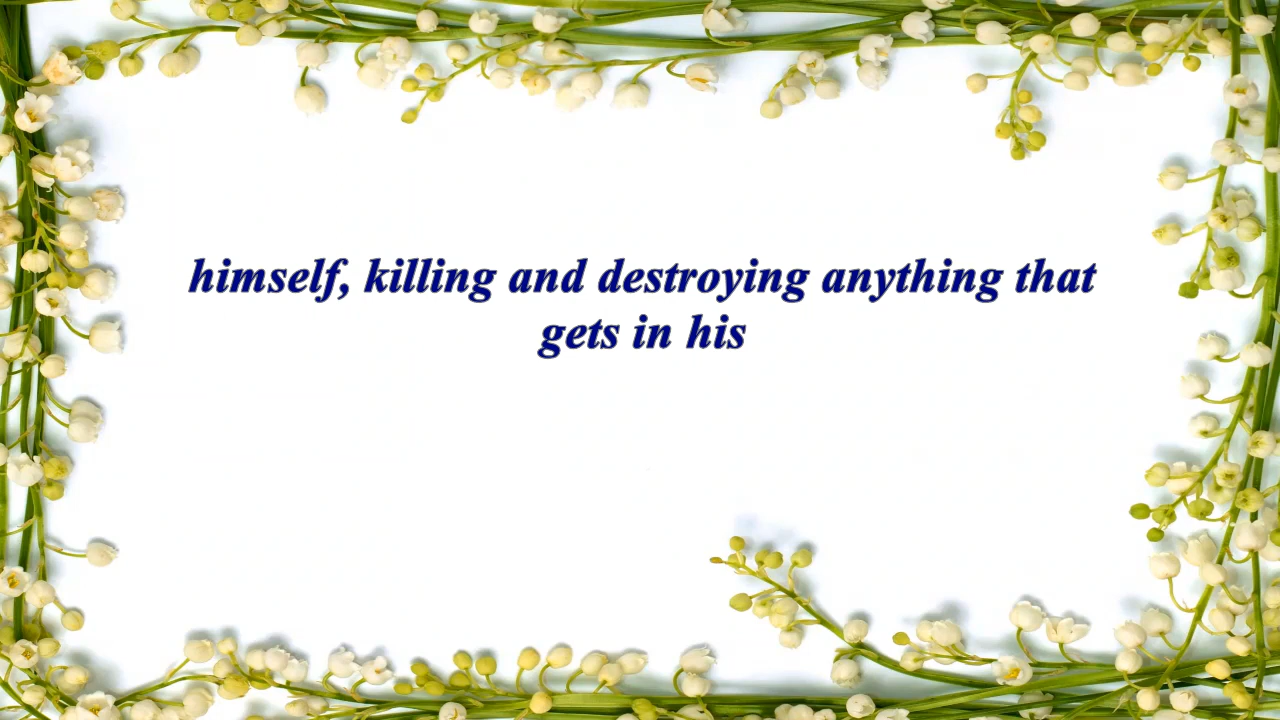 himself, killing and destroying anything that
gets in his